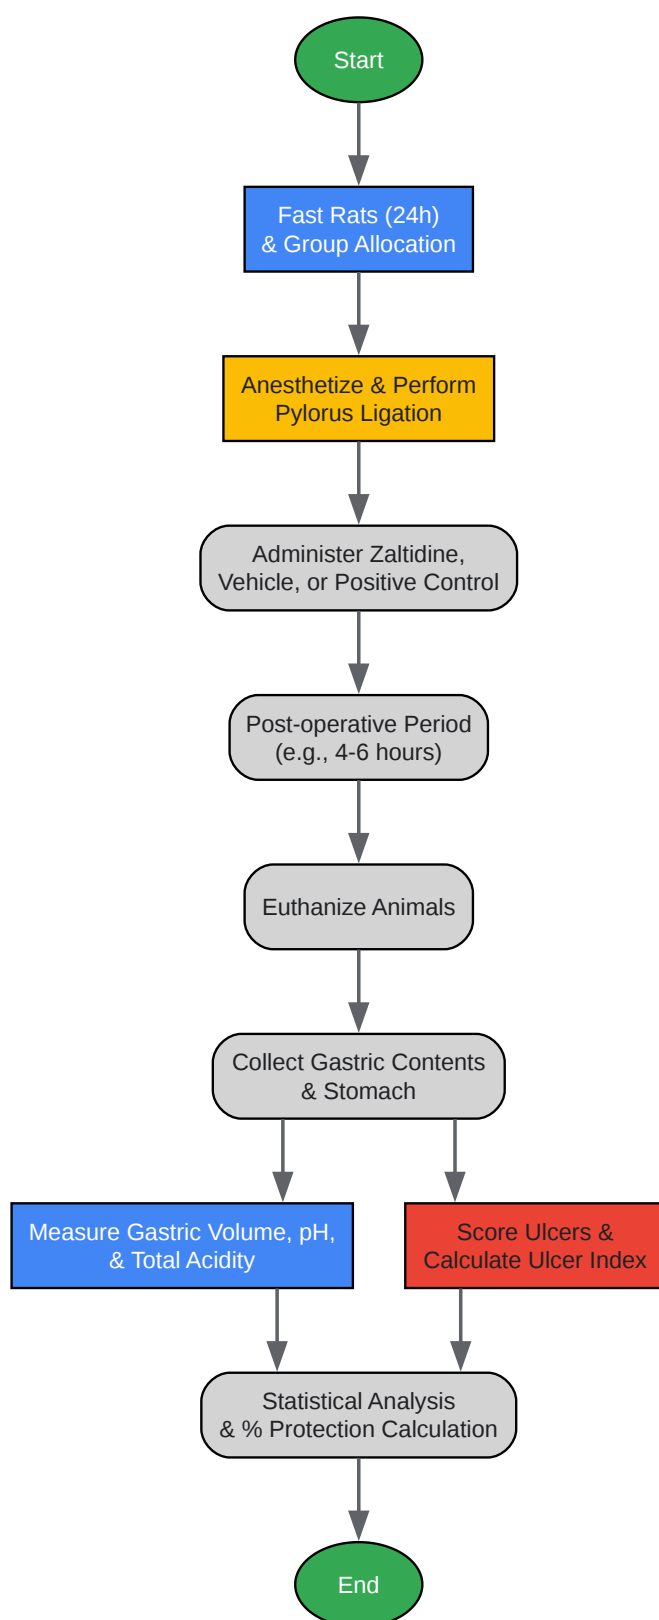 Start
Fast Rats (24h)
& Group Allocation
Anesthetize & Perform
Pylorus Ligation
Administer Zaltidine,
Vehicle, or Positive Control
Post-operative Period
(e.g., 4-6 hours)
Euthanize Animals
Collect Gastric Contents
& Stomach
Measure Gastric Volume, pH,
& Total Acidity
Score Ulcers &
Calculate Ulcer Index
Statistical Analysis
& % Protection Calculation
End